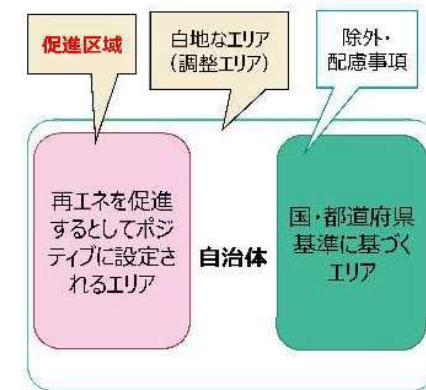 促進区域
白地なエリア
（調整エリア）
除外・
配慮事項
再エネを促進
するとしてポジ
ティブに設定さ
れるエリア
自治体
国・都道府県
基準に基づく
エリア